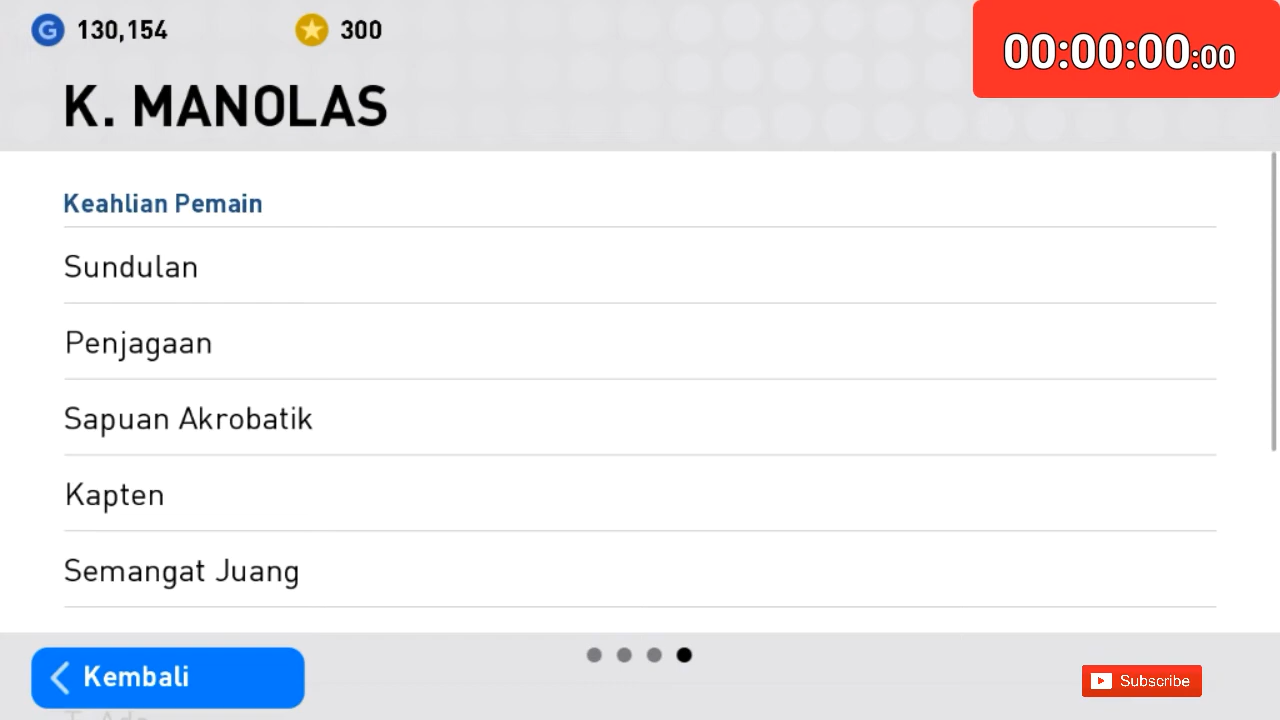 G 130,154
300
00:00:00:00
K. MANOLAS
Keahlian Pemain
Sundulan
Penjagaan
Sapuan Akrobatik
Kapten
Semangat Juang
Kembali
Subscribe